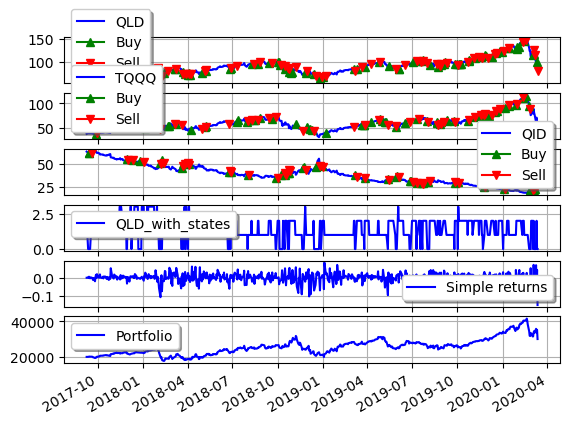 QLD
Buy
Sell
150
100
TQQQ
Buy
Sell
100
50
QID
Buy
Sell
50
25
QLD_with_states
2.5
0.0
Simple returns
0.0
−0.1
Portfolio
40000
20000
2017-10 2018-01 2018-04 2018-07 2018-10 2019-01 2019-04 2019-07 2019-10 2020-01 2020-04